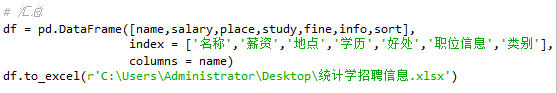 # 汇总
df = pd.DataFrame([name,salary,place,study,fine,info,sort],
index = ['名称','薪资','地点','学历','好处','职位信息','类别'],
columns = name)
df.to_excel(r'C:\Users\Administrator\Desktop\统计学招聘信息.xlsx')